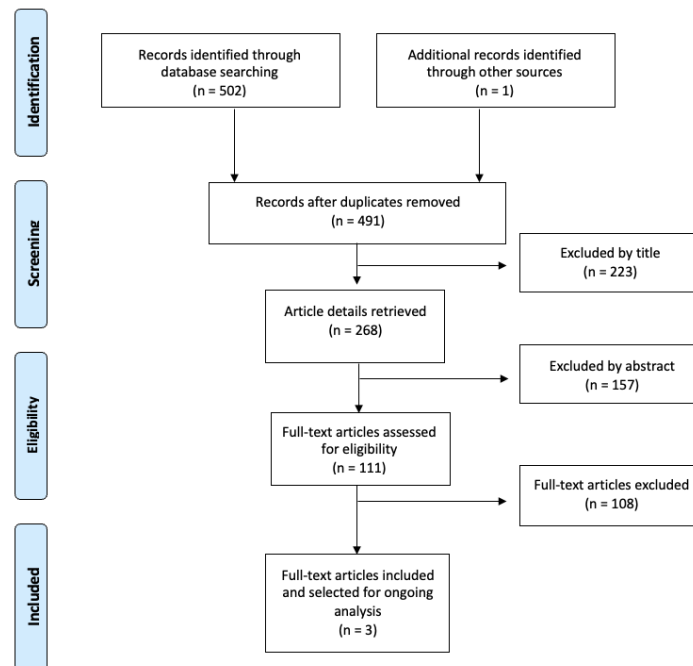 Identification
Records identified through
database searching
(n = 502)
Additional records identified
through other sources
(n = 1)
Screening
Records after duplicates removed
(n = 491)
Excluded by title
(n = 223)
Article details retrieved
(n = 268)
Eligibility
Excluded by abstract
(n = 157)
Full-text articles assessed
for eligibility
(n = 111)
Full-text articles excluded
(n = 108)
Included
Full-text articles included
and selected for ongoing
analysis
(n = 3)